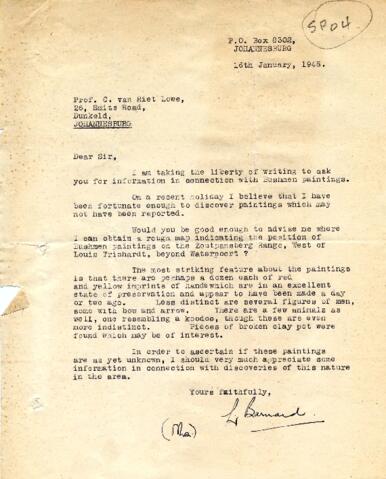 SP04.
P.O. Box 8302,
JOHANNESBURG
16th January, 1948.
Prof. C. van Riet Lowe,
26, Smits Road,
Dunkeld,
JOHANNESBURG
Dear Sir,
I am taking the liberty of writing to ask
you for information in connection with Bushmen paintings.
On a recent holiday I believe that I have
been fortunate enough to discover paintings which may
not have been reported.
Would you be good enough to advise me where
I can obtain a rough map indicating the position of
Bushmen paintings on the Zoutpansberg Range, West of
Louis Trichardt, beyond Waterpoort ?
The most striking feature about the paintings
is that there are perhaps a dozen each of red
and yellow imprints of hands which are in an excellent
state of preservation and appear to have been made a day
or two ago. Less distinct are several figures of men,
some with bow and arrow. There are a few animals as
well, one resembling a koodoo, though these are even
more indistinct. Pieces of broken clay pot were
found which may be of interest.
In order to ascertain if these paintings
are as yet unknown, I should very much appreciate some
information in connection with discoveries of this nature
in the area.
Yours faithfully,
Barnard.